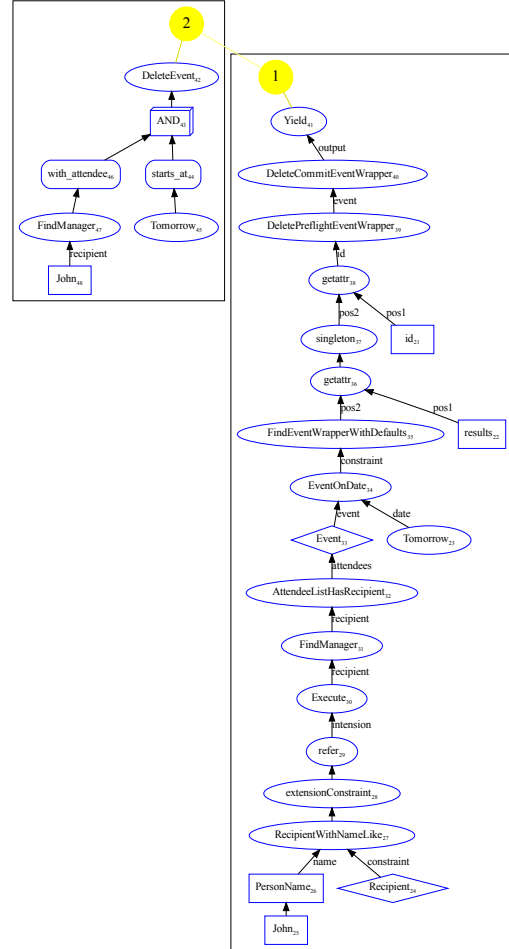 2
DeleteEvent42
AND43
with_attendee46
starts_at44
FindManager47
Tomorrow45
recipient
John48
1
Yield41
output
DeleteCommitEventWrapper40
event
DeletePreflightEventWrapper39
id
getattr38
pos2
pos1
singleton37
id21
getattr36
pos2
pos1
FindEventWrapperWithDefaults35
results22
constraint
EventOnDate34
event
date
Event33
Tomorrow23
attendees
AttendeeListHasRecipient32
recipient
FindManager31
recipient
Execute30
intension
refer29
extensionConstraint28
RecipientWithNameLike27
name
constraint
PersonName26
Recipient24
John25